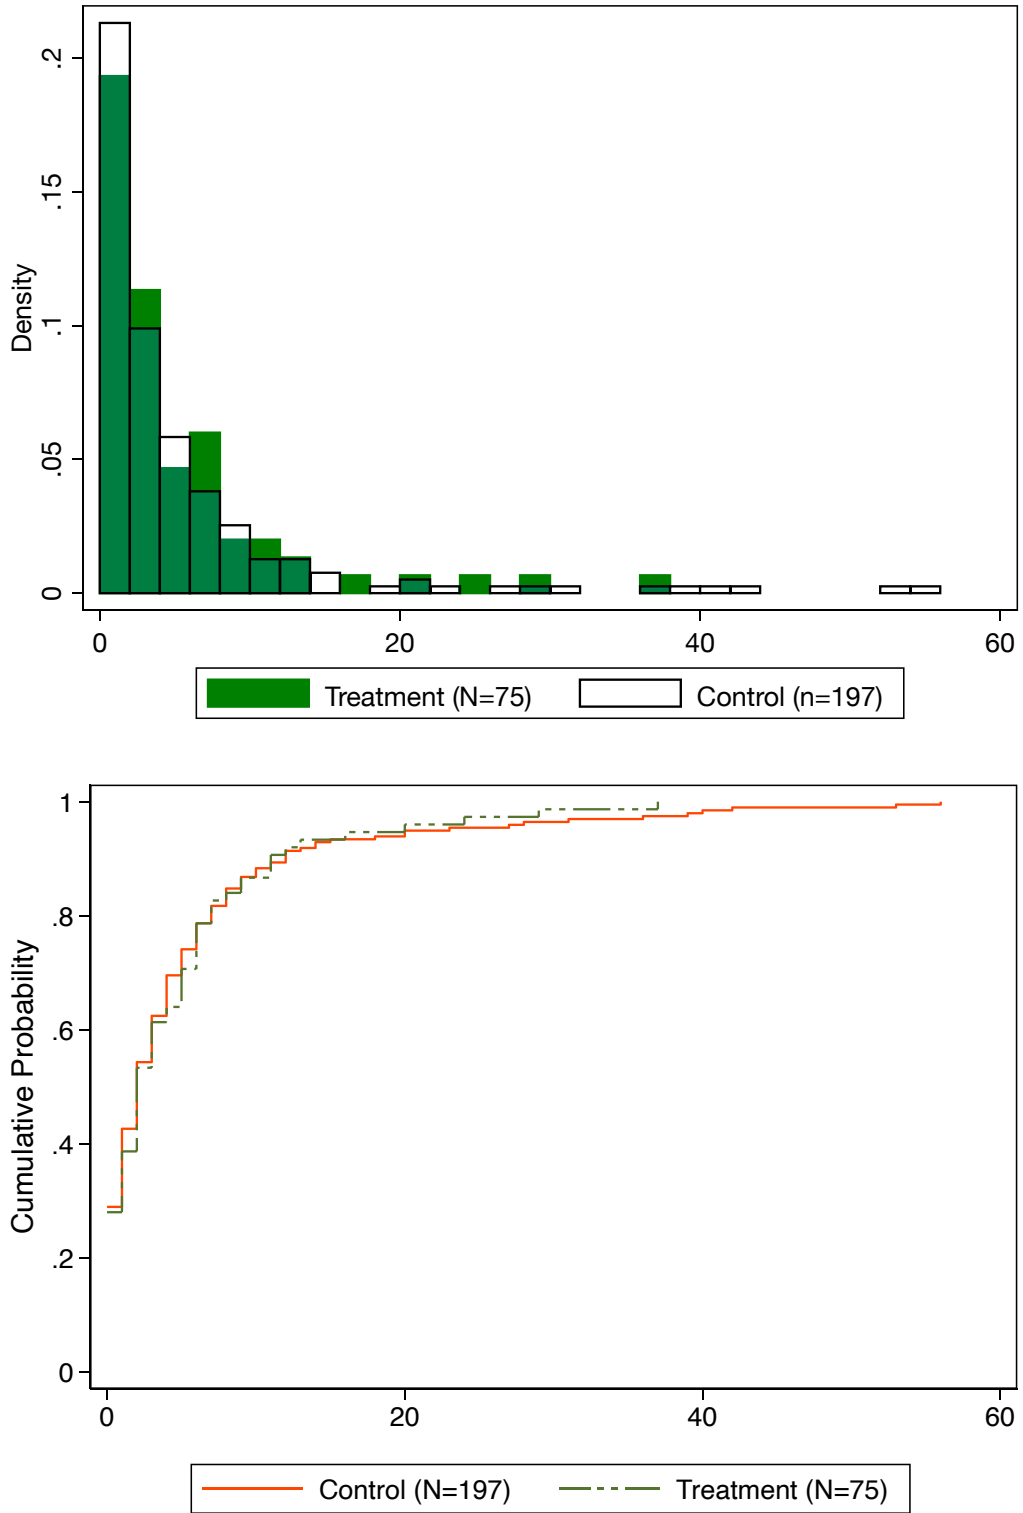 Density
.2
.15
.1
.05
0
0 20 40 60
Treatment (N=75) Control (n=197)
Cumulative Probability
1
.8
.6
.4
.2
0
0 20 40 60
Control (N=197) Treatment (N=75)